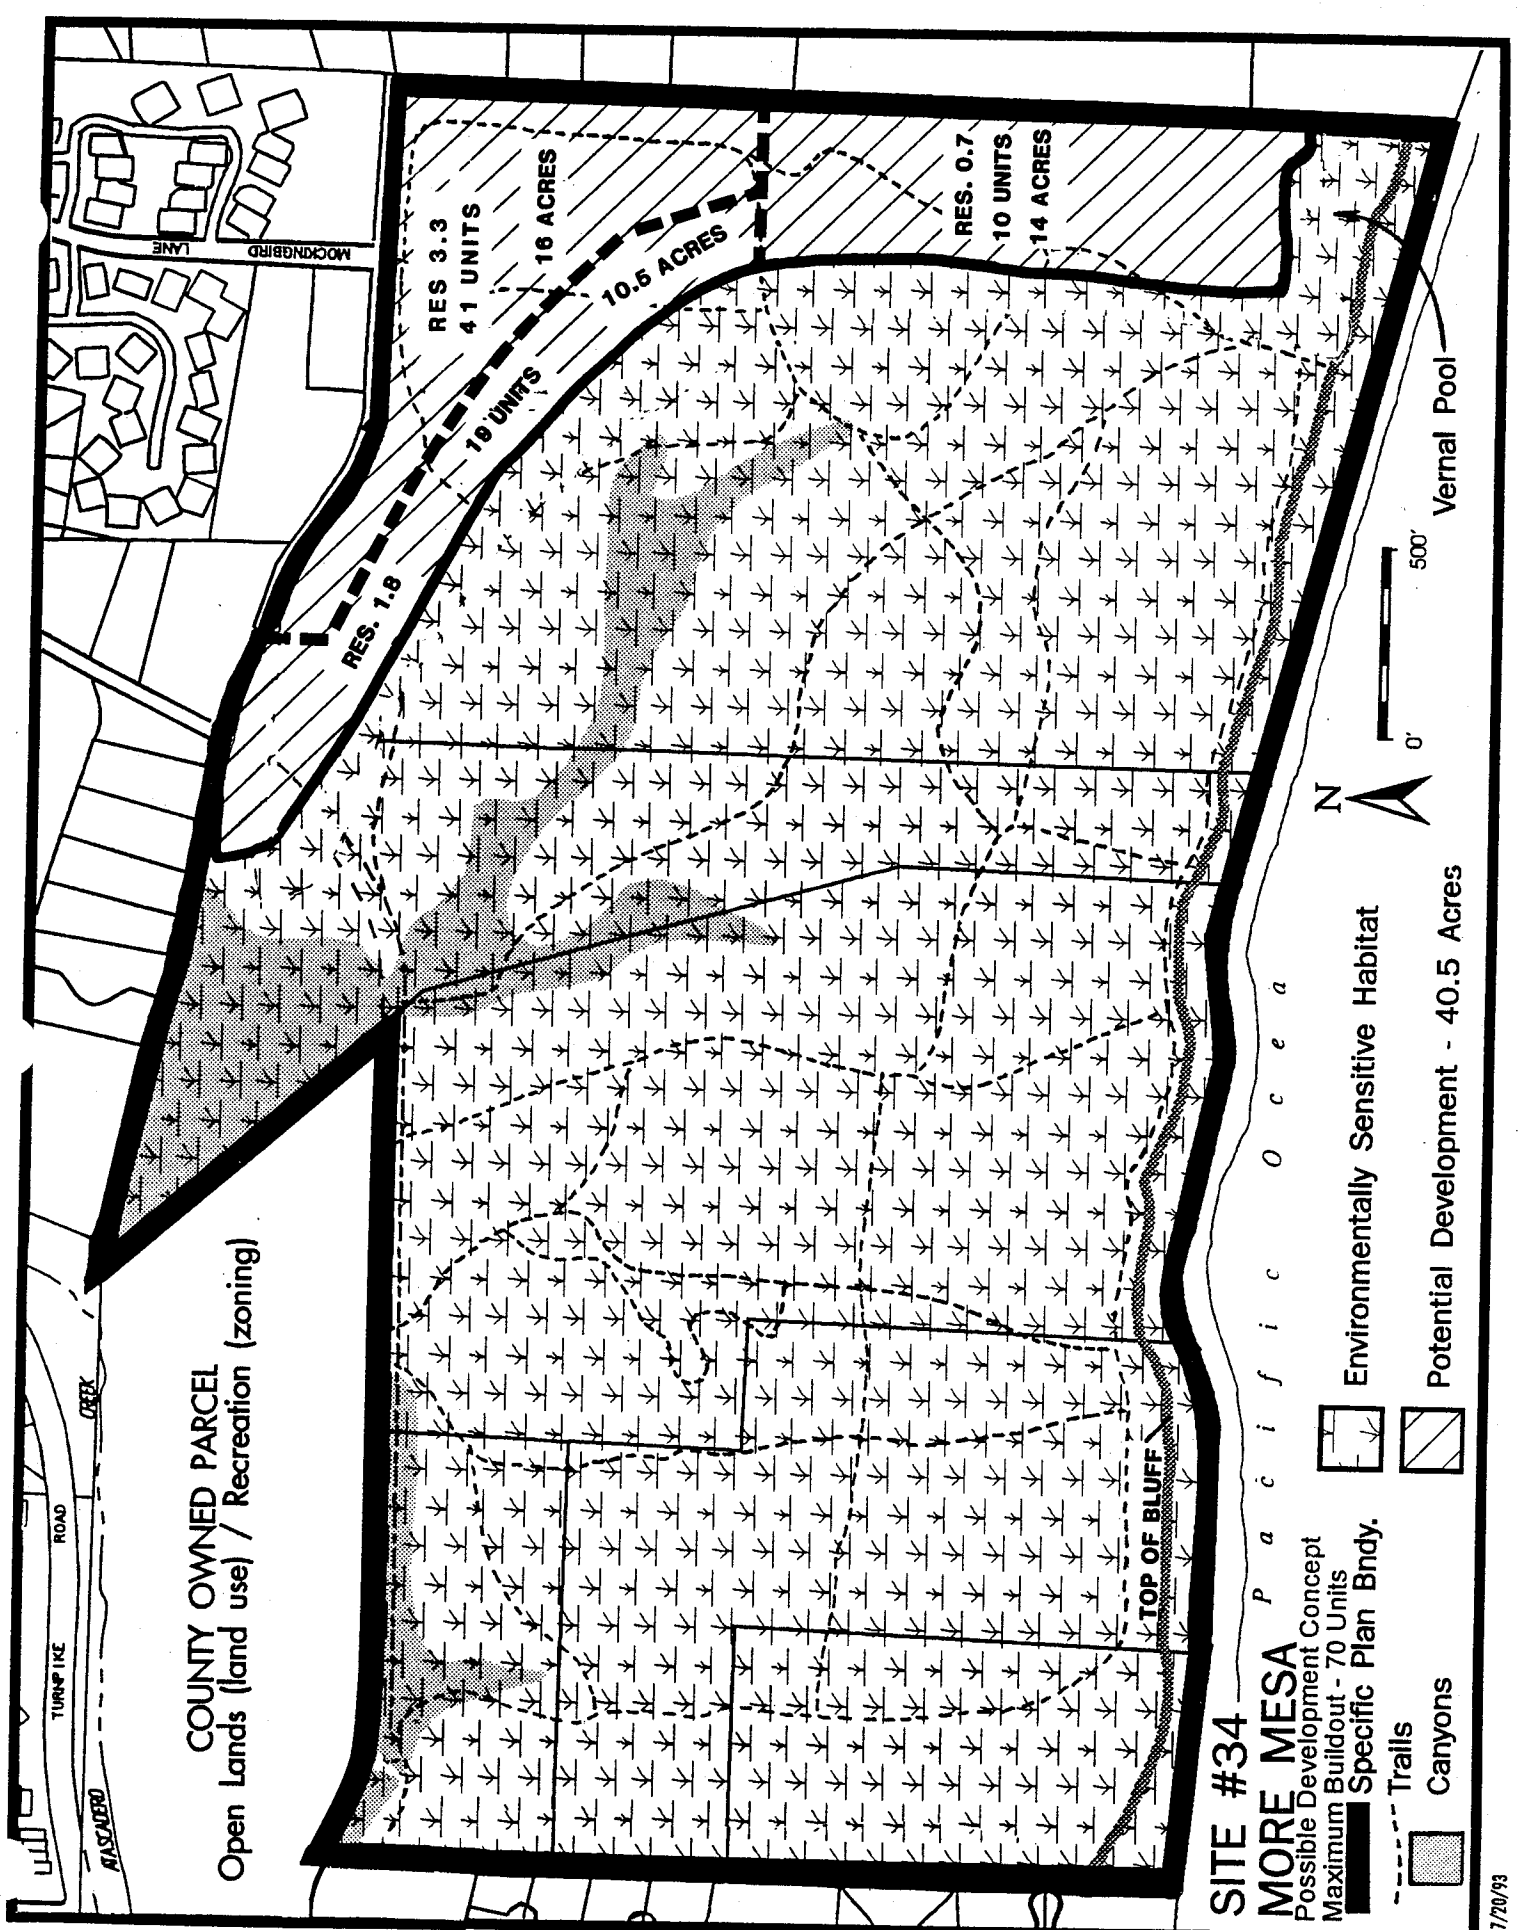 TURNPIKE ROAD
ATASCADERO CREEK
COUNTY OWNED PARCEL
Open Lands (land use) / Recreation (zoning)
MOCKINGBIRD LANE
RES 3.3
41 UNITS
16 ACRES
RES. 1.8
19 UNITS
10.5 ACRES
RES. 0.7
10 UNITS
14 ACRES
TOP OF BLUFF
Pacific Ocean
Vernal Pool
SITE #34
MORE MESA
Possible Development Concept
Maximum Buildout - 70 Units
Specific Plan Bndy.
Trails
Canyons
Environmentally Sensitive Habitat
Potential Development - 40.5 Acres
N
0' 500'
7/20/93